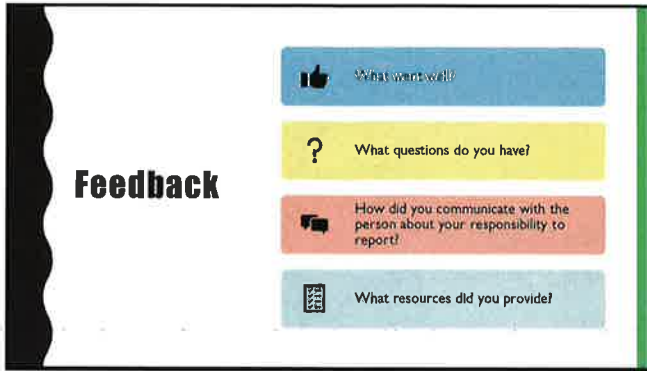 Feedback
What went well?
What questions do you have?
How did you communicate with the
person about your responsibility to
report?
What resources did you provide?